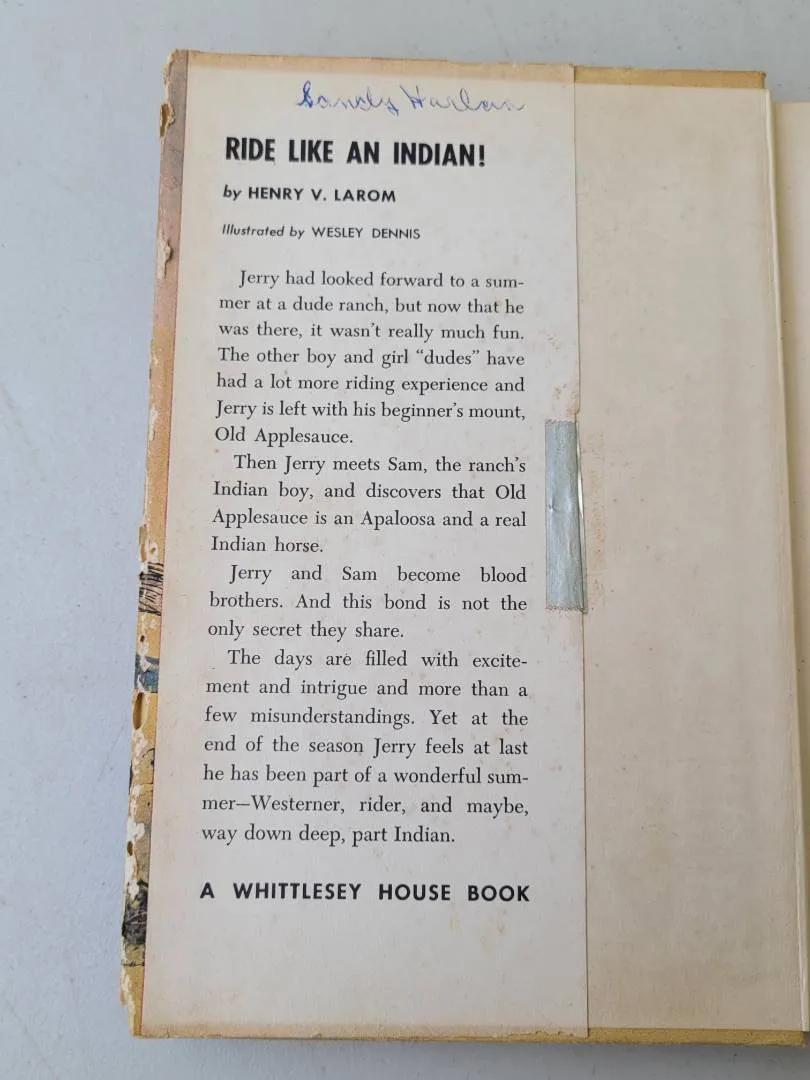 Sandy Harlan
RIDE LIKE AN INDIAN!
by HENRY V. LAROM
Illustrated by WESLEY DENNIS
Jerry had looked forward to a sum-
mer at a dude ranch, but now that he
was there, it wasn't really much fun.
The other boy and girl "dudes" have
had a lot more riding experience and
Jerry is left with his beginner's mount,
Old Applesauce.
Then Jerry meets Sam, the ranch's
Indian boy, and discovers that Old
Applesauce is an Apaloosa and a real
Indian horse.
Jerry and Sam become blood
brothers. And this bond is not the
only secret they share.
The days are filled with excite-
ment and intrigue and more than a
few misunderstandings. Yet at the
end of the season Jerry feels at last
he has been part of a wonderful sum-
mer—Westerner, rider, and maybe,
way down deep, part Indian.
A WHITTLESEY HOUSE BOOK